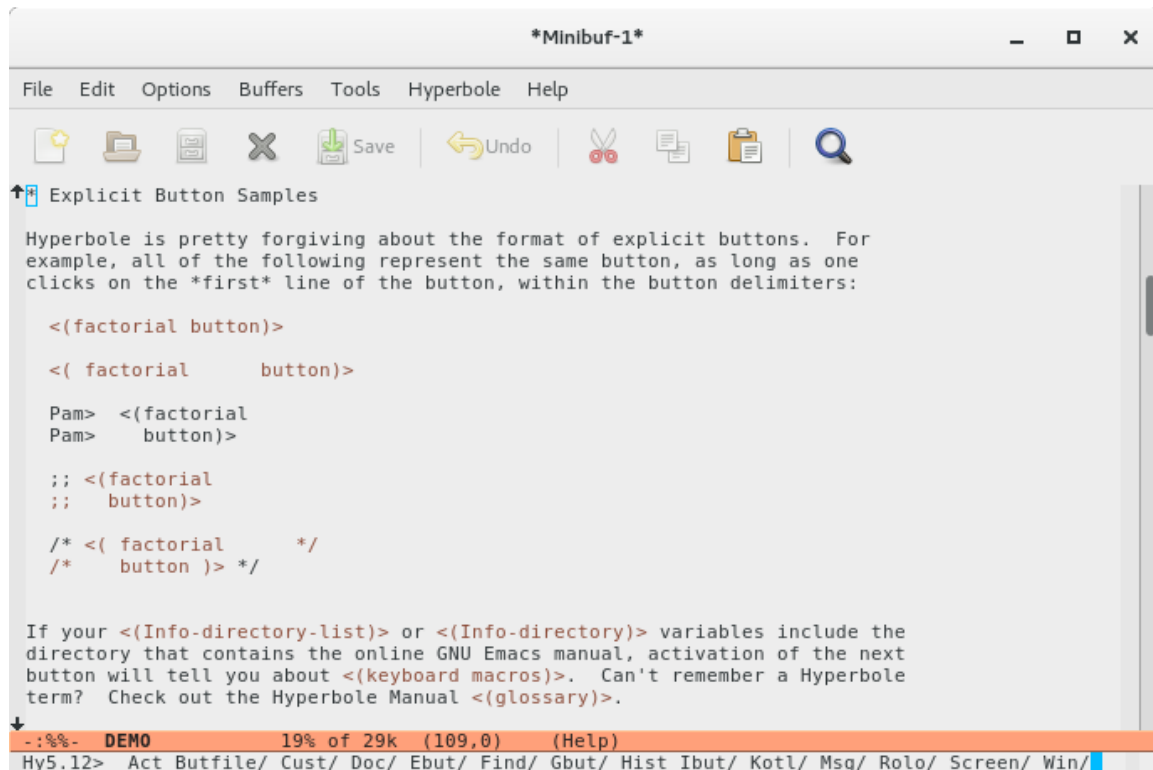 *Minibuf-1*
File Edit Options Buffers Tools Hyperbole Help
Save Undo
* Explicit Button Samples
Hyperbole is pretty forgiving about the format of explicit buttons.  For
example, all of the following represent the same button, as long as one
clicks on the *first* line of the button, within the button delimiters:
<(factorial button)>
<( factorial      button)>
Pam>  <(factorial
Pam>    button)>
;; <(factorial
;;   button)>
/* <( factorial      */
/*    button )> */
If your <(Info-directory-list)> or <(Info-directory)> variables include the
directory that contains the online GNU Emacs manual, activation of the next
button will tell you about <(keyboard macros)>.  Can't remember a Hyperbole
term?  Check out the Hyperbole Manual <(glossary)>.
-:%%-  DEMO           19% of 29k  (109,0)    (Help)
Hy5.12>  Act Butfile/ Cust/ Doc/ Ebut/ Find/ Gbut/ Hist Ibut/ Kotl/ Msg/ Rolo/ Screen/ Win/